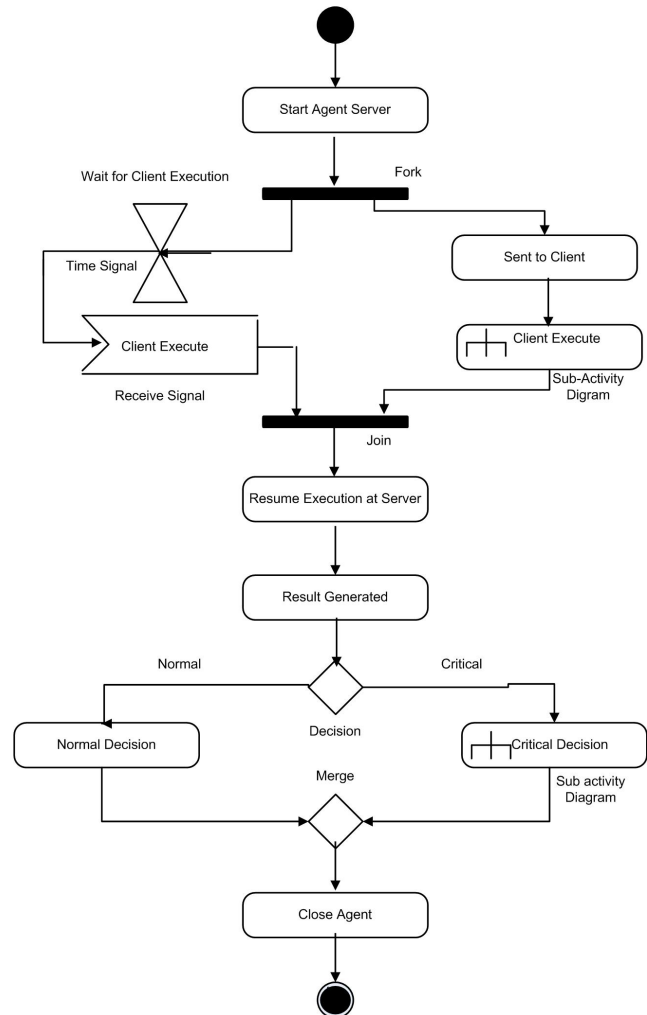 Start Agent Server
Fork
Wait for Client Execution
Time Signal
Sent to Client
Client Execute
Client Execute
Sub-Activity
Digram
Receive Signal
Join
Resume Execution at Server
Result Generated
Normal
Critical
Decision
Normal Decision
Critical Decision
Merge
Sub activity
Diagram
Close Agent